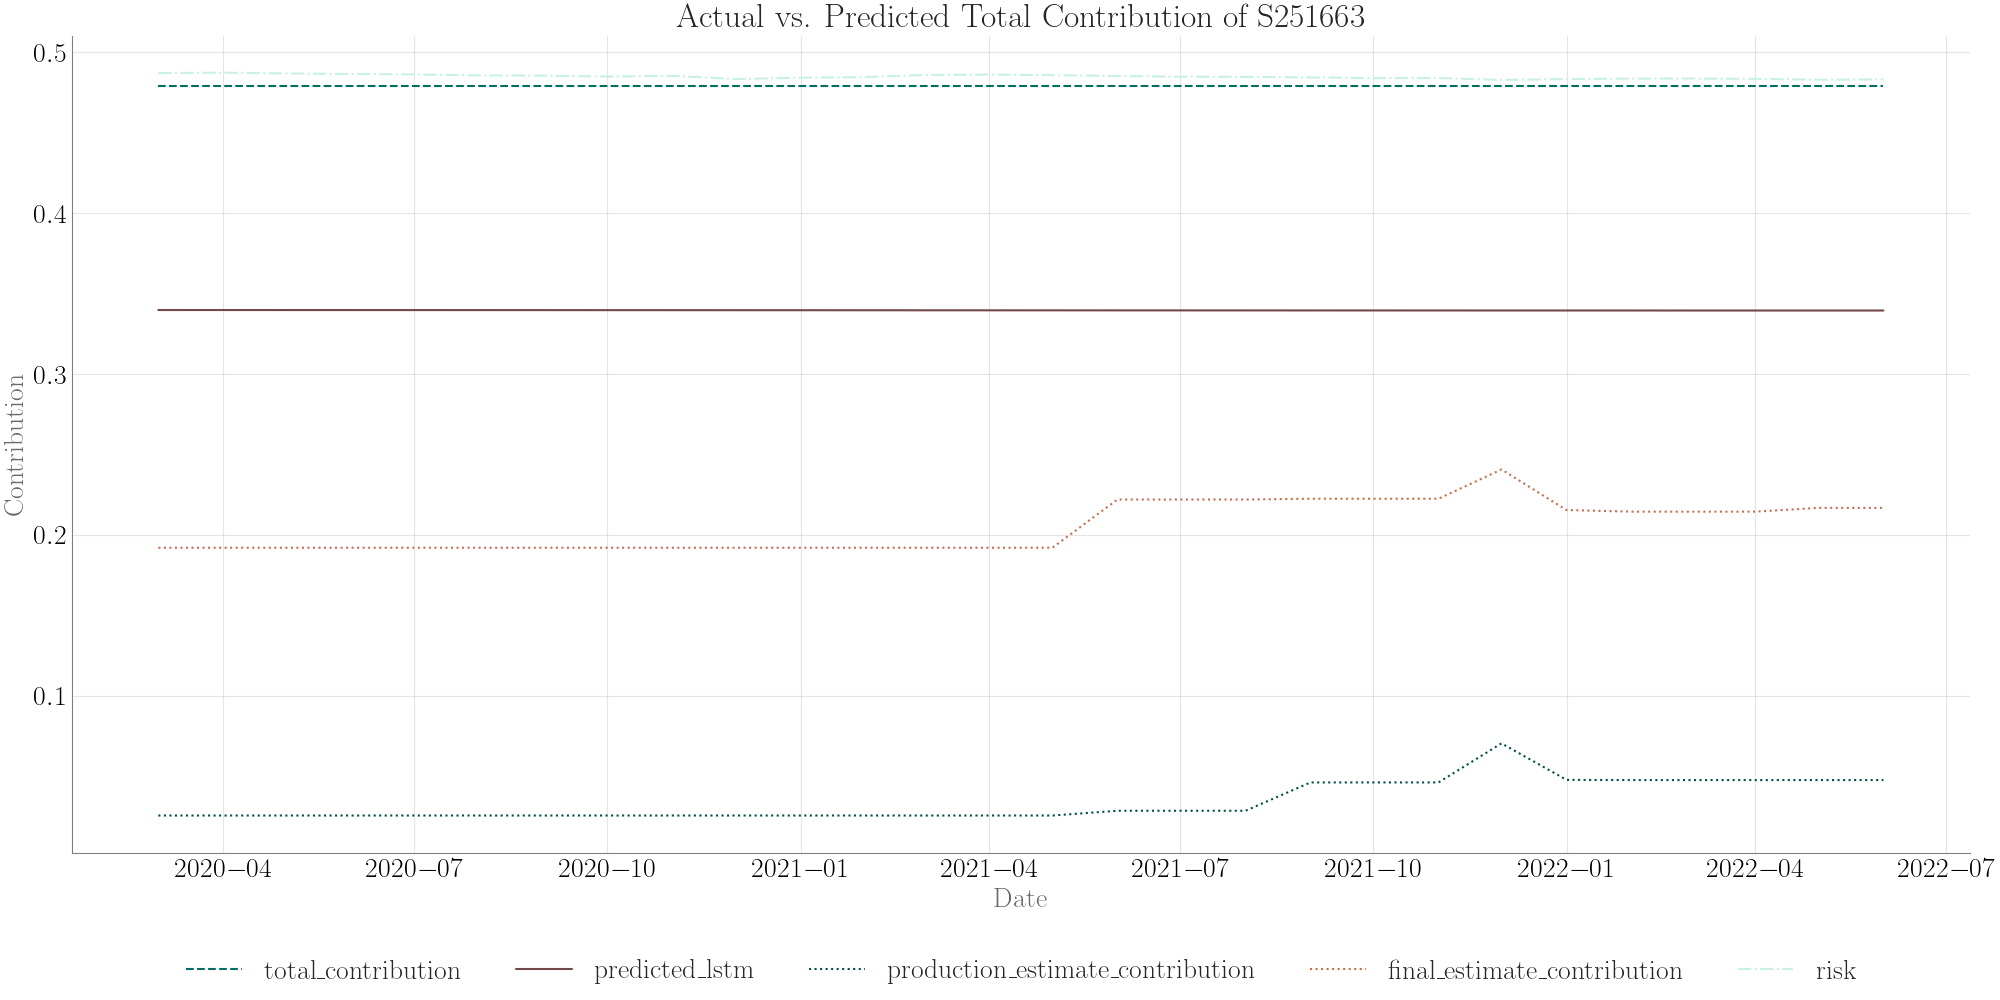 Actual vs. Predicted Total Contribution of S251663
0.5
0.4
0.3
0.2
0.1
Contribution
2020−04 2020−07 2020−10 2021−01 2021−04 2021−07 2021−10 2022−01 2022−04 2022−07
Date
total_contribution predicted_lstm production_estimate_contribution final_estimate_contribution risk